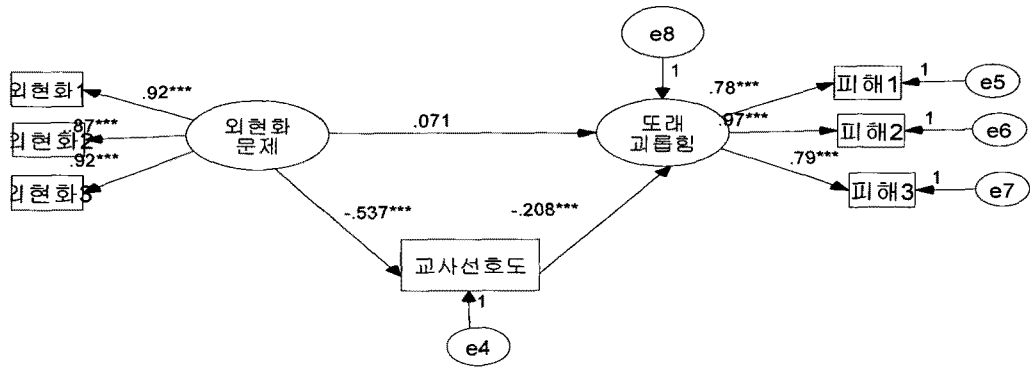 e8
1
외현화1
.92***
.78***
피해1
1
e5
외현화2
.87***
외현화
문제
.071
또래
괴롭힘
.97***
피해2
1
e6
외현화3
.92***
.79***
피해3
1
e7
-.537***
-.208***
교사선호도
1
e4